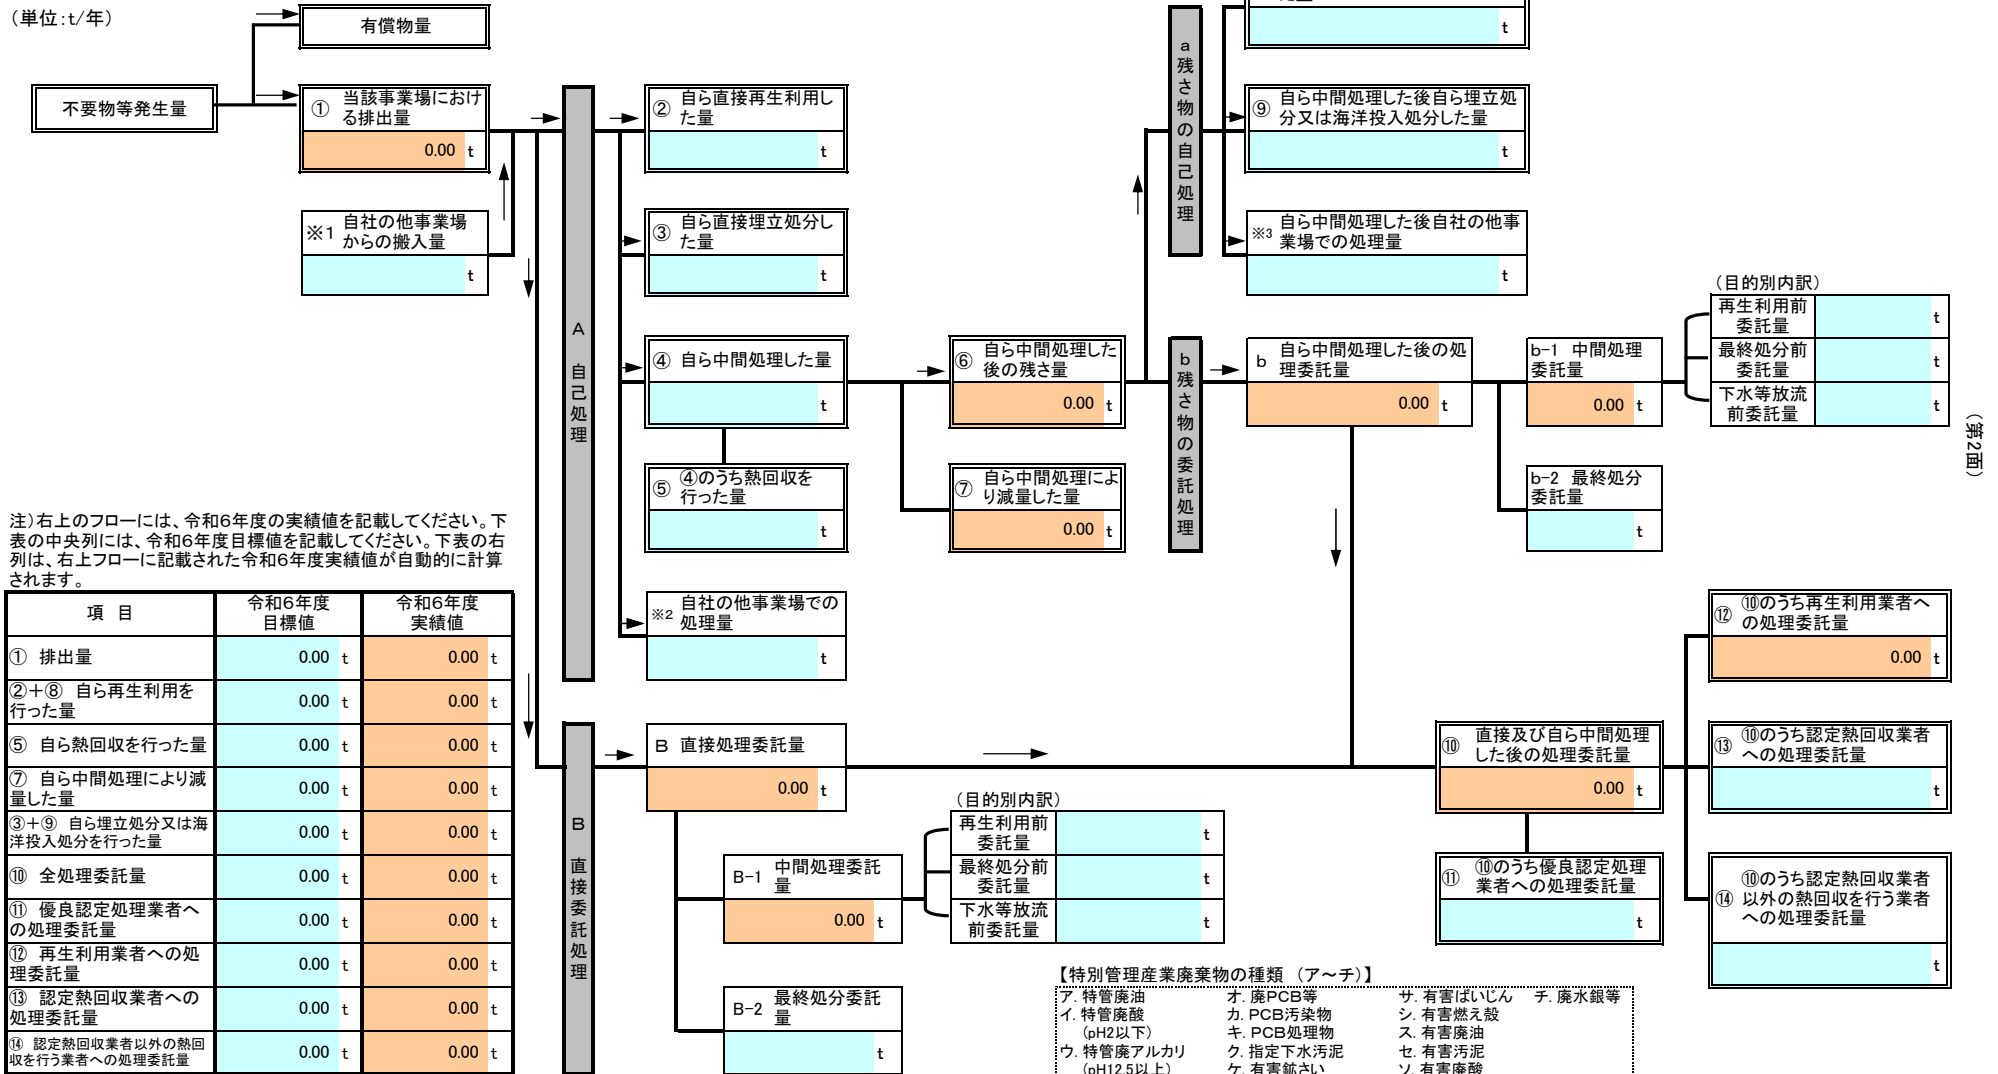 （単位：t/年）
有償物量
不要物等発生量
① 当該事業場におけ
る排出量
0.00 t
※1 自社の他事業場
からの搬入量
t
A 自己処理
② 自ら直接再生利用し
た量
t
③ 自ら直接埋立処分し
た量
t
④ 自ら中間処理した量
t
⑤ ④のうち熱回収を
行った量
t
※2 自社の他事業場での
処理量
t
⑥ 自ら中間処理した
後の残さ量
0.00 t
⑦ 自ら中間処理によ
り減量した量
0.00 t
a 残さ物の自己処理
t
⑨ 自ら中間処理した後自ら埋立処
分又は海洋投入処分した量
t
※3 自ら中間処理した後自社の他事
業場での処理量
t
b 残さ物の委託処理
b 自ら中間処理した後の処
理委託量
0.00 t
b-1 中間処理
委託量
0.00 t
（目的別内訳）
再生利用前
委託量
t
最終処分前
委託量
t
下水等放流
前委託量
t
b-2 最終処分
委託量
t
（第2面）
注）右上のフローには、令和6年度の実績値を記載してください。下
表の中央列には、令和6年度目標値を記載してください。下表の右
列は、右上フローに記載された令和6年度実績値が自動的に計算
されます。
項 目 令和6年度 令和6年度
目標値 実績値
① 排出量 0.00 t 0.00 t
②＋⑧ 自ら再生利用を
行った量 0.00 t 0.00 t
⑤ 自ら熱回収を行った量 0.00 t 0.00 t
⑦ 自ら中間処理により減
量した量 0.00 t 0.00 t
③＋⑨ 自ら埋立処分又は海
洋投入処分を行った量 0.00 t 0.00 t
⑩ 全処理委託量 0.00 t 0.00 t
⑪ 優良認定処理業者へ
の処理委託量 0.00 t 0.00 t
⑫ 再生利用業者への処
理委託量 0.00 t 0.00 t
⑬ 認定熱回収業者への
処理委託量 0.00 t 0.00 t
⑭ 認定熱回収業者以外の熱回
収を行う業者への処理委託量 0.00 t 0.00 t
B 直接委託処理
B 直接処理委託量
0.00 t
B-1 中間処理委託
量
0.00 t
（目的別内訳）
再生利用前
委託量
t
最終処分前
委託量
t
下水等放流
前委託量
t
B-2 最終処分委託
量
t
⑩ 直接及び自ら中間処理
した後の処理委託量
0.00 t
⑪ ⑩のうち優良認定処理
業者への処理委託量
t
⑫ ⑩のうち再生利用業者へ
の処理委託量
0.00 t
⑬ ⑩のうち認定熱回収業者
への処理委託量
t
⑭ ⑩のうち認定熱回収業者
以外の熱回収を行う業者
への処理委託量
t
【特別管理産業廃棄物の種類 （ア～チ）】
ア．特管廃油 オ．廃PCB等 サ．有害ばいじん チ．廃水銀等
イ．特管廃酸 カ．PCB汚染物 シ．有害燃え殻
（pH2以下） キ．PCB処理物 ス．有害廃油
ウ．特管廃アルカリ ク．指定下水汚泥 セ．有害汚泥
（pH12.5以上） ケ．有害鉱さい ソ．有害廃酸